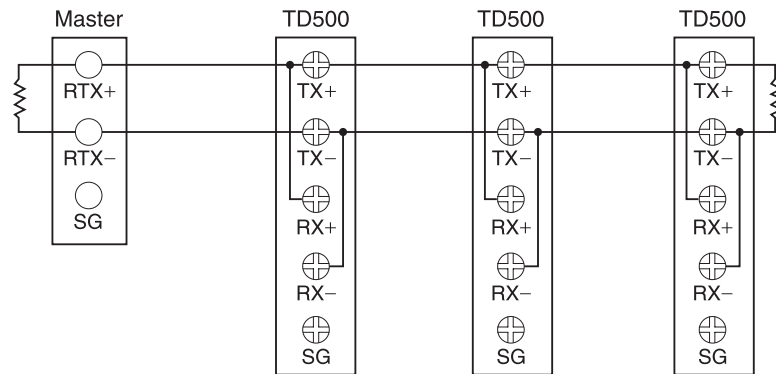 Master TD500 TD500 TD500
RTX+ TX+ TX+ TX+
RTX− TX− TX− TX−
SG RX+ RX+ RX+
RX− RX− RX−
SG SG SG